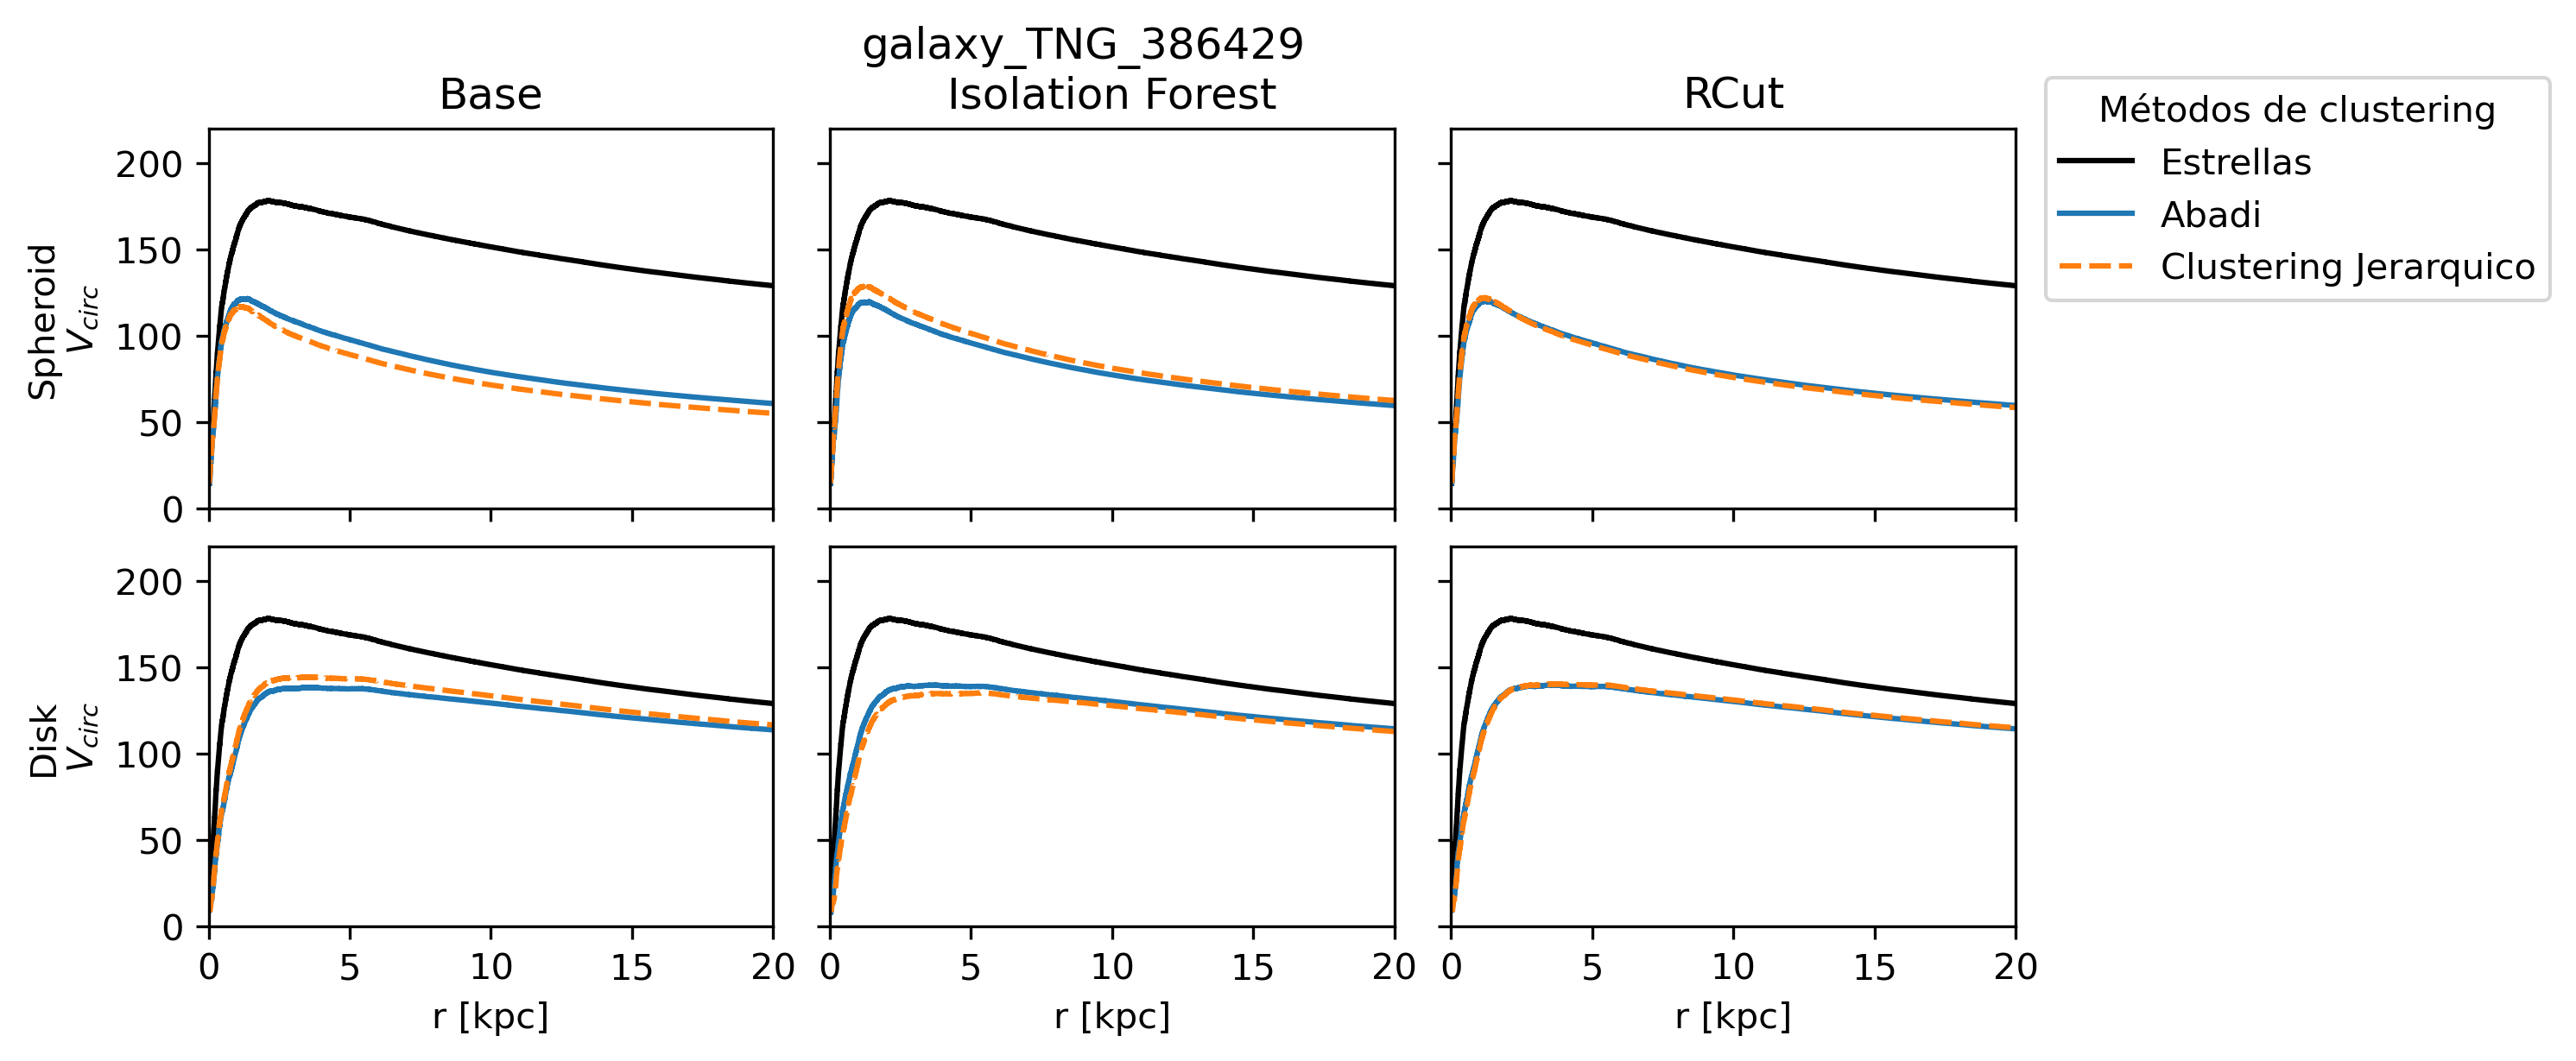 galaxy_TNG_386429
Base
Isolation Forest
RCut
Métodos de clustering
Estrellas
Abadi
Clustering Jerarquico
Spheroid
V_circ
200
150
100
50
0
Disk
V_circ
200
150
100
50
0
0 5 10 15 20
0 5 10 15 20
0 5 10 15 20
r [kpc]
r [kpc]
r [kpc]